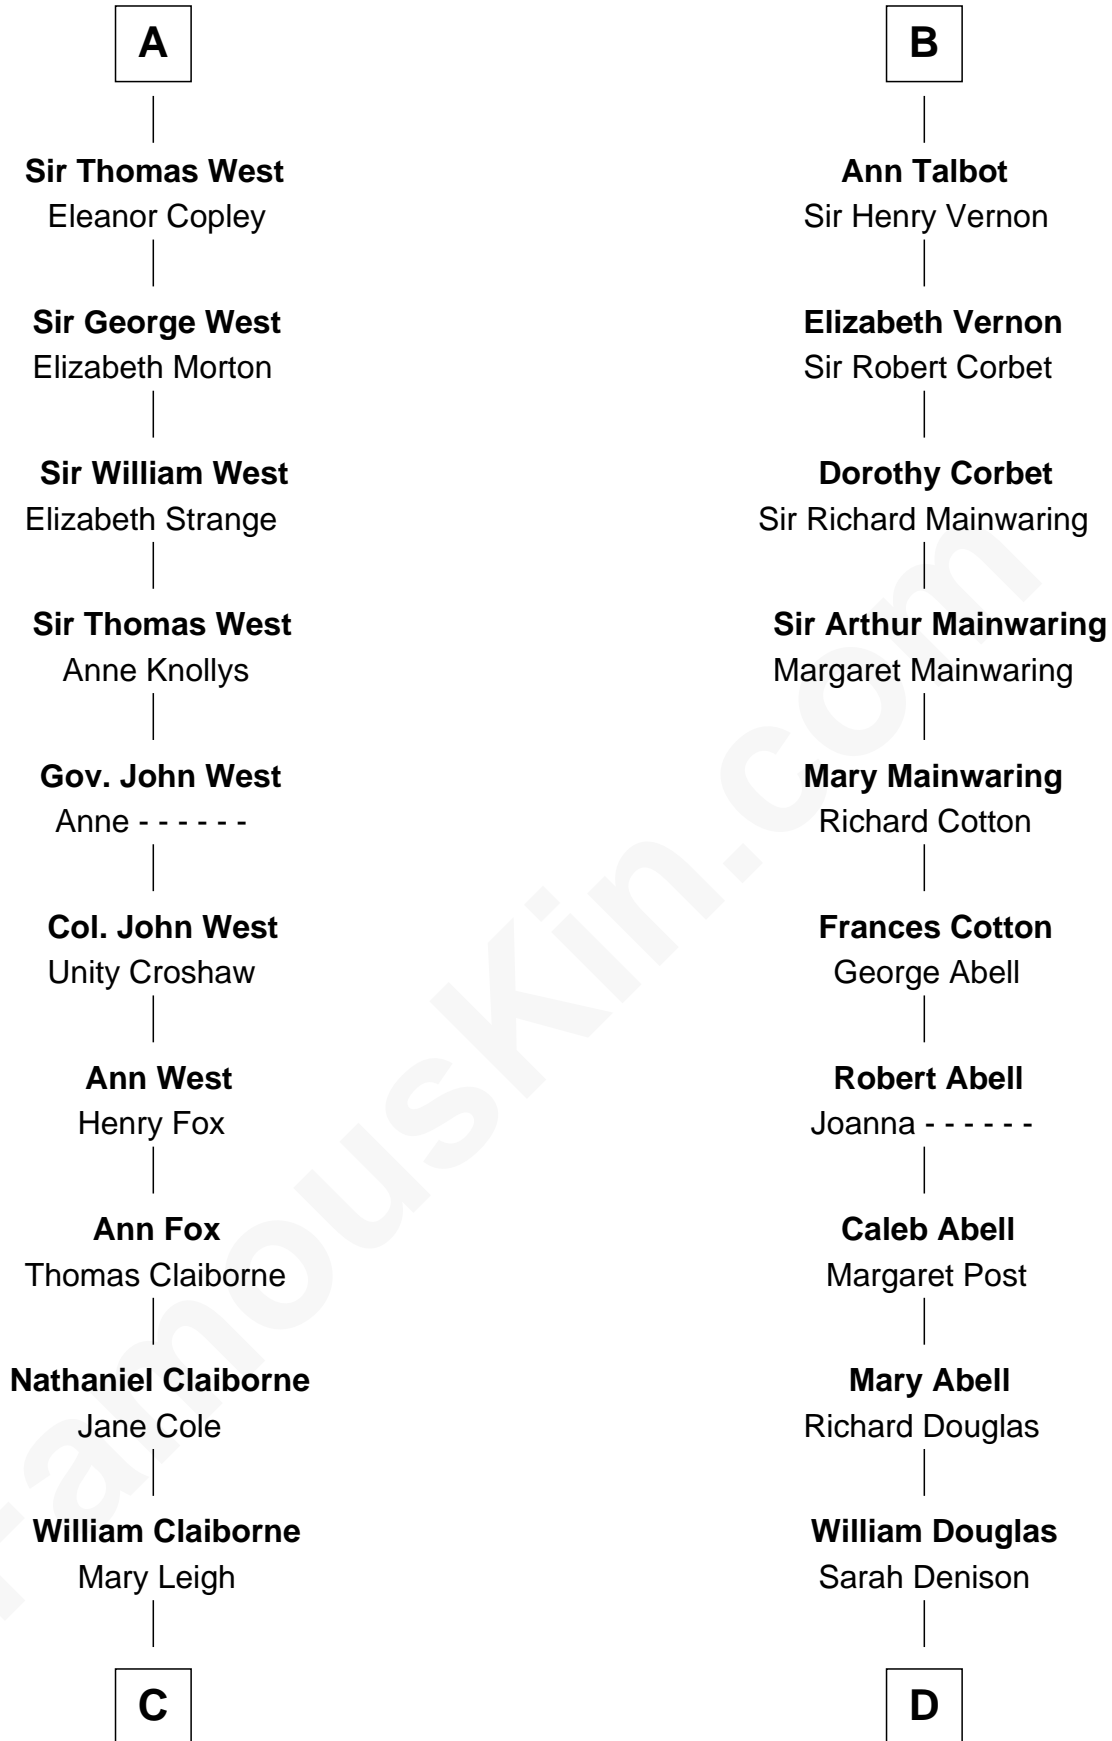 A
Sir Thomas West
Eleanor Copley
Sir George West
Elizabeth Morton
Sir William West
Elizabeth Strange
Sir Thomas West
Anne Knollys
Gov. John West
Anne - - - - - -
Col. John West
Unity Croshaw
Ann West
Henry Fox
Ann Fox
Thomas Claiborne
Nathaniel Claiborne
Jane Cole
William Claiborne
Mary Leigh
C
B
Ann Talbot
Sir Henry Vernon
Elizabeth Vernon
Sir Robert Corbet
Dorothy Corbet
Sir Richard Mainwaring
Sir Arthur Mainwaring
Margaret Mainwaring
Mary Mainwaring
Richard Cotton
Frances Cotton
George Abell
Robert Abell
Joanna - - - - - -
Caleb Abell
Margaret Post
Mary Abell
Richard Douglas
William Douglas
Sarah Denison
D
FamousKin.com